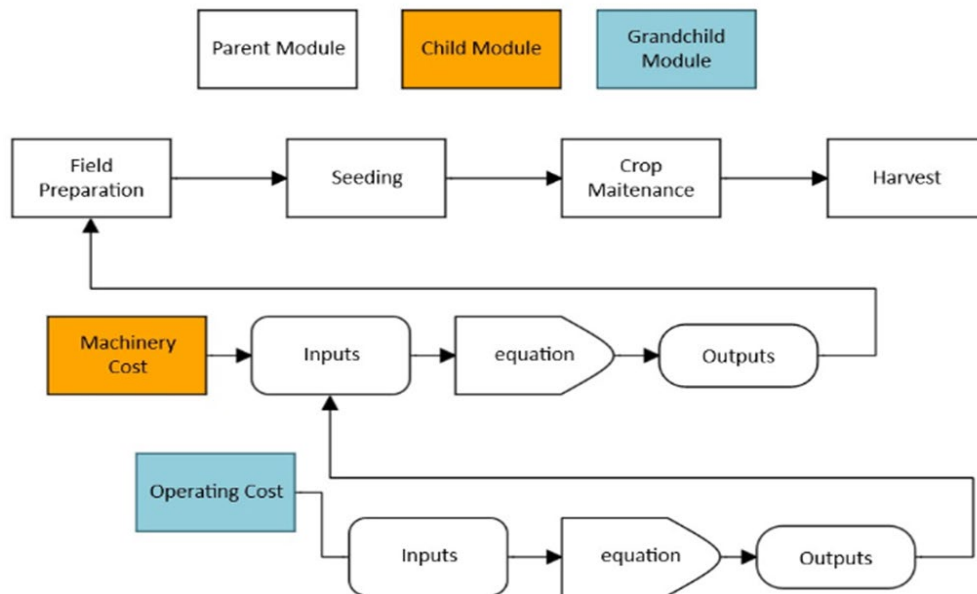 Parent Module
Child Module
Grandchild
Module
Field
Preparation
Seeding
Crop
Maitenance
Harvest
Machinery
Cost
Inputs
equation
Outputs
Operating Cost
Inputs
equation
Outputs